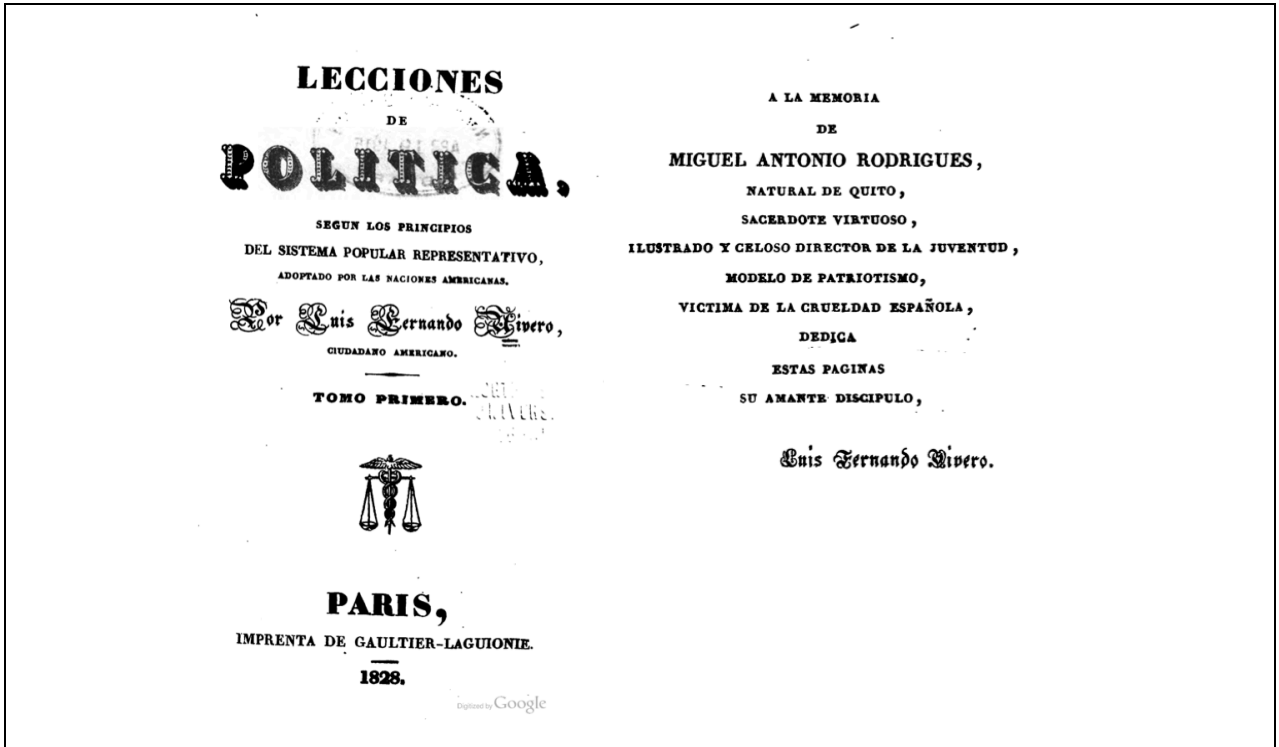 LECCIONES
DE
POLITICA,
SEGUN LOS PRINCIPIOS
DEL SISTEMA POPULAR REPRESENTATIVO,
ADOPTADO POR LAS NACIONES AMERICANAS.
Por Luis Fernando Vivero,
CIUDADANO AMERICANO.
TOMO PRIMERO.
PARIS,
IMPRENTA DE GAULTIER-LAGUIONIE.
1828.
Digitized by Google
A LA MEMORIA
DE
MIGUEL ANTONIO RODRIGUES,
NATURAL DE QUITO,
SACERDOTE VIRTUOSO,
ILUSTRADO Y CELOSO DIRECTOR DE LA JUVENTUD,
MODELO DE PATRIOTISMO,
VICTIMA DE LA CRUELDAD ESPAÑOLA,
DEDICA
ESTAS PAGINAS
SU AMANTE DISCIPULO,
Luis Fernando Vivero.